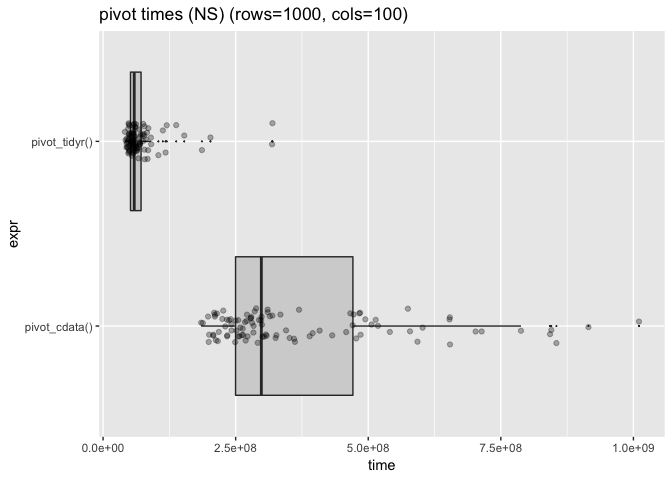 pivot times (NS) (rows=1000, cols=100)
expr
pivot_tidyr()
pivot_cdata()
0.0e+00 2.5e+08 5.0e+08 7.5e+08 1.0e+09
time